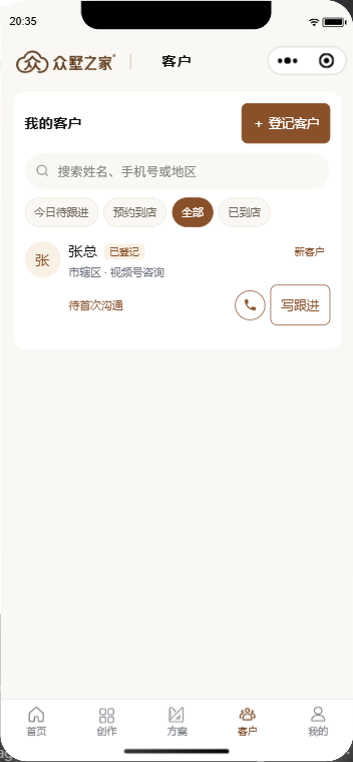 20:35
众墅之家 客户
我的客户 + 登记客户
搜索姓名、手机号或地区
今日待跟进 预约到店 全部 已到店
张 张总 已登记 新客户
市辖区 · 视频号咨询
待首次沟通 写跟进
首页 创作 方案 客户 我的